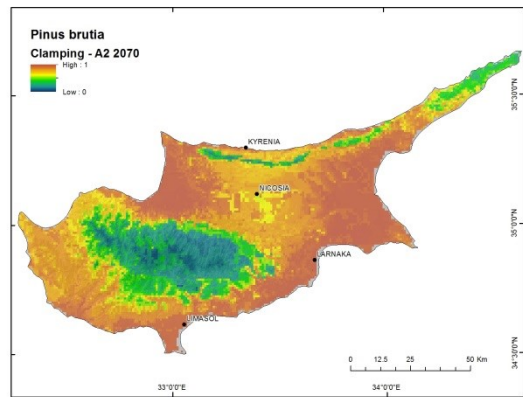 Pinus brutia
Clamping - A2 2070
High : 1
Low : 0
KYRENIA
NICOSIA
LARNAKA
LIMASOL
35°30'0"N
35°0'0"N
34°30'0"N
0 12.5 25 50 Km
33°0'0"E
34°0'0"E